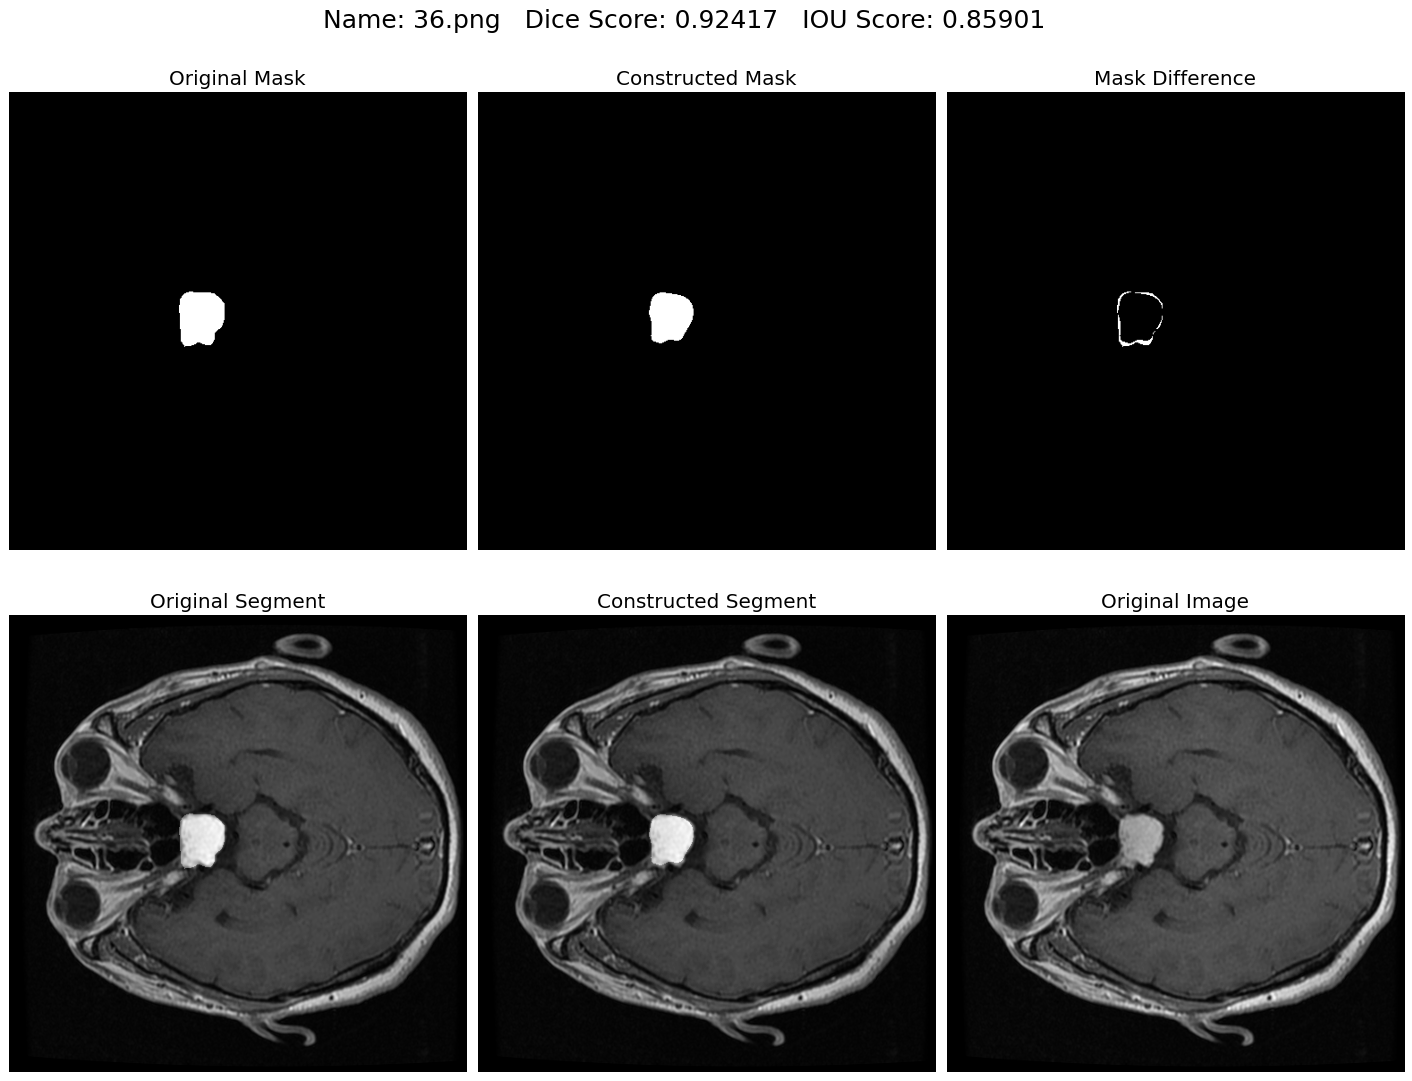 Name: 36.png   Dice Score: 0.92417   IOU Score: 0.85901
Original Mask
Constructed Mask
Mask Difference
Original Segment
Constructed Segment
Original Image